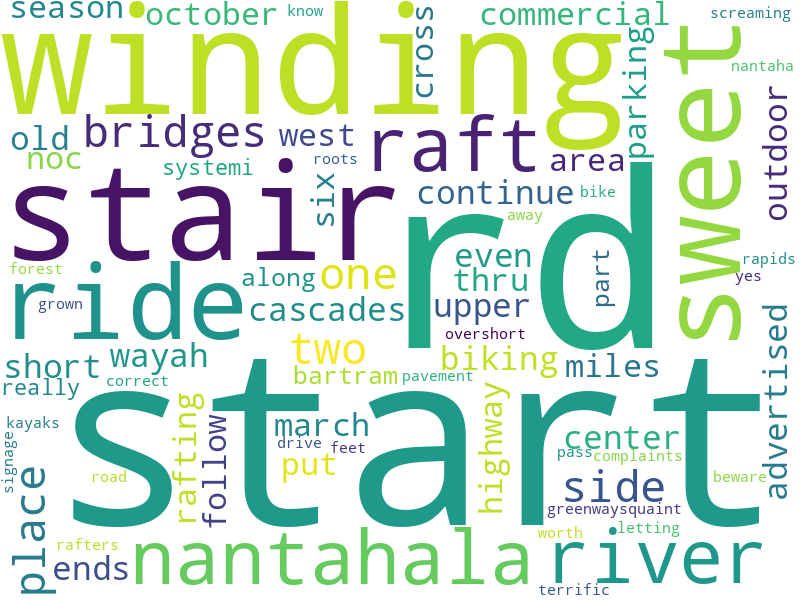 season
october
know
cross
commercial
screaming
winding
parking
sweet
nantaha
old
bridges
west
raft
area
outdoor
noc
systemi
roots
stair
six
continue
bike
away
rd
forest
ride
along
one
even
thru
part
rapids
yes
grown
cascades
upper
overshort
two
short
wayah
biking
miles
advertised
really
correct
bartram
pavement
start
kayaks
signage
rafting
follow
march
drive
feet
put
highway
center
pass
complaints
road
side
beware
place
greenwaysquaint
rafters
ends
nantahala
worth
letting
river
terrific